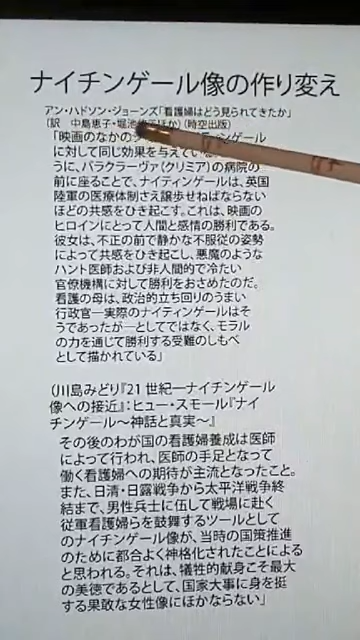 ナイチンゲール像の作り変え
アン・ハドソン・ジョーンズ「看護婦はどう見られてきたか」
(訳 中島憲子・堀池 ほか) (時空出版)
「映画のなかの ンゲール
に対して同じ効果を与えている。
うに、バラクラーヴァ(クリミア)の病院の
前に座ることで、ナイティンゲールは、英国
陸軍の医療体制さえ譲歩せねばならない
ほどの共感をひき起こす。これは、映画の
ヒロインにとって人間と感情の勝利である。
彼女は、不正の前で静かな不服従の姿勢
によって共感をひき起こし、悪魔のような
ハント医師および非人間的で冷たい
官僚機構に対して勝利をおさめたのだ。
看護の母は、政治的立ち回りのうまい
行政官―実際のナイティンゲールはそ
うであったが―としてではなく、モラル
の力を通じて勝利する受難のしもべ
として描かれている」
(川島みどり『21世紀―ナイチンゲール
像への接近』:ヒュー・スモール『ナイ
チンゲール~神話と真実~』
その後のわが国の看護婦養成は医師
によって行われ、医師の手足となって
働く看護婦への期待が主流となったこと。
また、日清・日露戦争から太平洋戦争終
結まで、男性兵士に伍して戦場に赴く
従軍看護婦らを鼓舞するツールとして
のナイチンゲール像が、当時の国策推進
のために都合よく神格化されたことによる
と思われる。それは、犠牲的献身こそ最大
の美徳であるとして、国家大事に身を挺
する果敢な女性像にほかならない」